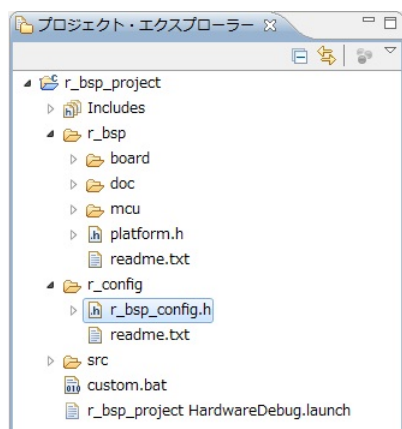 プロジェクト・エクスプローラー
r_bsp_project
Includes
r_bsp
board
doc
mcu
platform.h
readme.txt
r_config
r_bsp_config.h
readme.txt
src
custom.bat
r_bsp_project HardwareDebug.launch